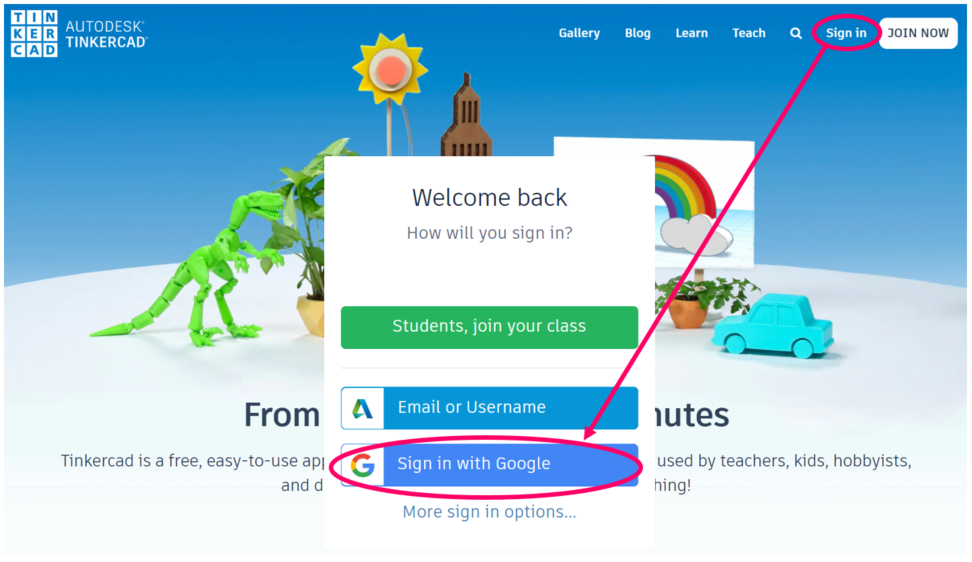 TIN
KER
CAD
AUTODESK®
TINKERCAD®
Gallery Blog Learn Teach Sign in JOIN NOW
Welcome back
How will you sign in?
Students, join your class
Email or Username
Sign in with Google
More sign in options...
From nutes
Tinkercad is a free, easy-to-use app used by teachers, kids, hobbyists,
and d hing!